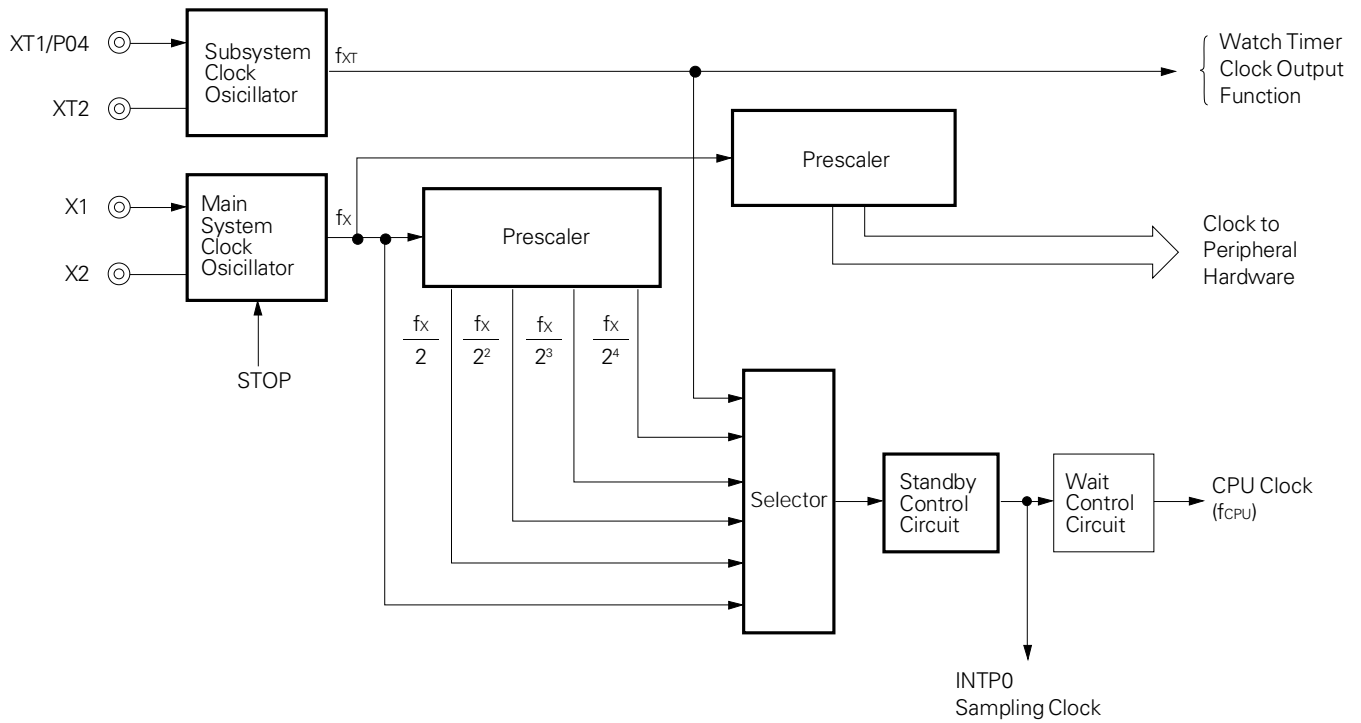 XT1/P04
XT2
Subsystem
Clock
Osicillator
fXT
Watch Timer
Clock Output
Function
Prescaler
X1
X2
Main
System
Clock
Osicillator
fX
Prescaler
Clock to
Peripheral
Hardware
STOP
fX
2
fX
2²
fX
2³
fX
2⁴
Selector
Standby
Control
Circuit
Wait
Control
Circuit
CPU Clock
(fCPU)
INTP0
Sampling Clock